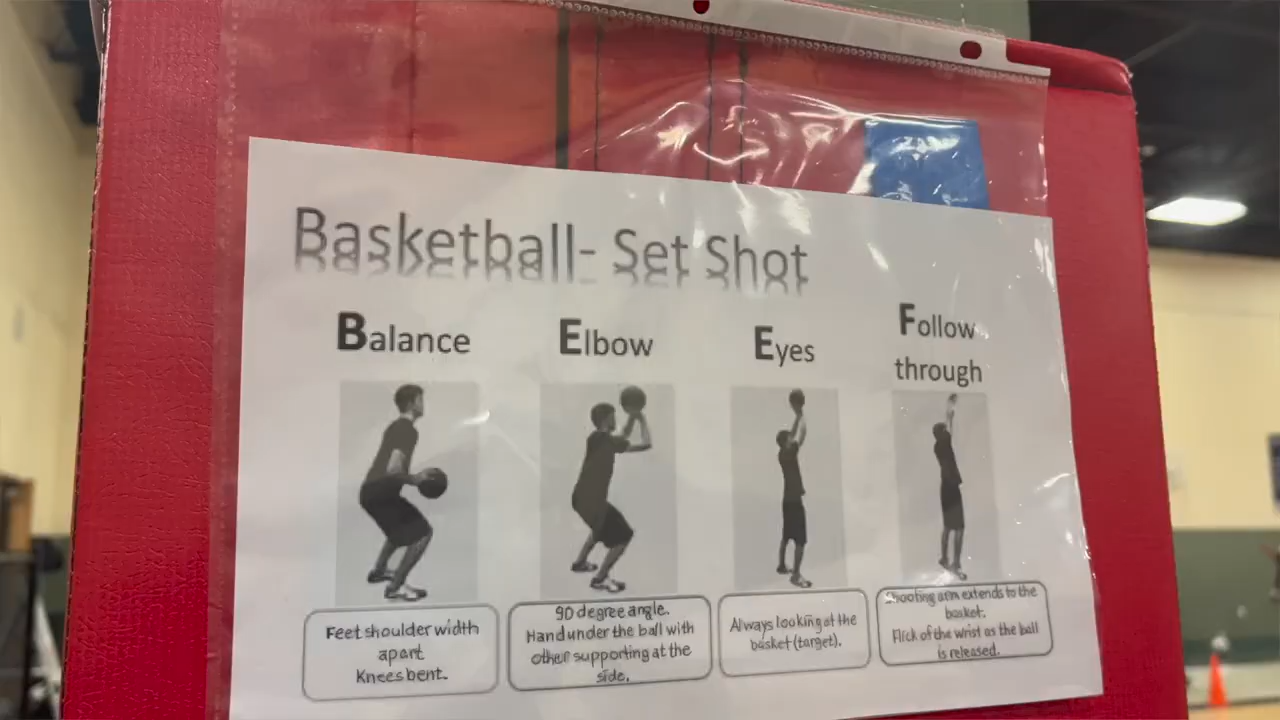 Basketball- Set Shot
Balance
Elbow
Eyes
Follow
through
Feet shoulder width
apart
Knees bent.
90 degree angle.
Hand under the ball with
other supporting at the
side.
Always looking at the
basket (target).
Shooting arm extends to the
basket.
Flick of the wrist as the ball
is released.